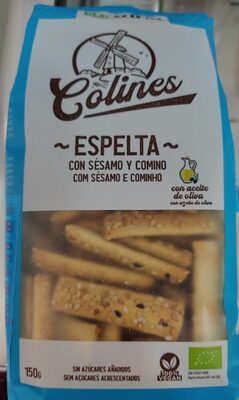 Colines
~ ESPELTA ~
CON SÉSAMO Y COMINO
COM SÉSAMO E COMINHO
con aceite
de oliva
com azeite de oliva
SIN AZÚCARES AÑADIDOS
SEM AÇÚCARES ACRESCENTADOS
150G
100%
VEGAN